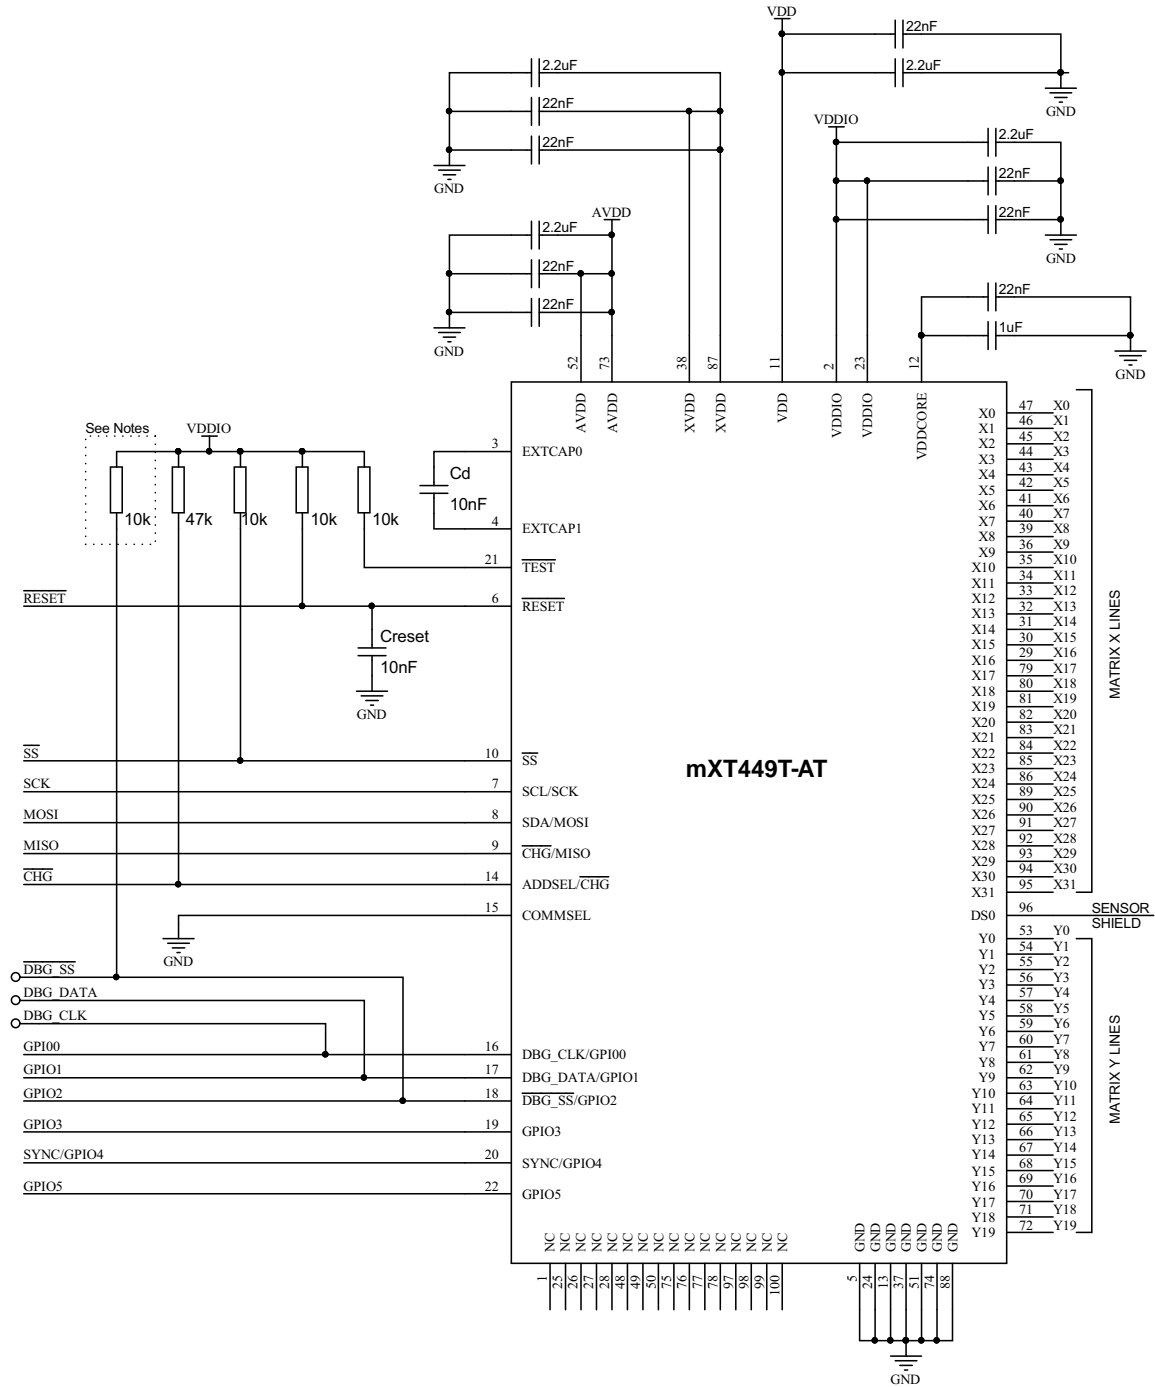 VDD
22nF
2.2uF
GND
2.2uF
22nF
22nF
GND
VDDIO
2.2uF
22nF
22nF
GND
AVDD
2.2uF
22nF
22nF
GND
22nF
1uF
GND
52 73 38 87 11 2 23 12
AVDD AVDD XVDD XVDD VDD VDDIO VDDIO VDDCORE
See Notes
VDDIO
10k 47k 10k 10k 10k
Cd
10nF
3 EXTCAP0
4 EXTCAP1
21 TEST
RESET 6 RESET
Creset
10nF
GND
mXT449T-AT
SS 10 SS
SCK 7 SCL/SCK
MOSI 8 SDA/MOSI
MISO 9 CHG/MISO
CHG 14 ADDSEL/CHG
15 COMMSEL
GND
DBG_SS
DBG_DATA
DBG_CLK
GPI00 16 DBG_CLK/GPI00
GPIO1 17 DBG_DATA/GPIO1
GPIO2 18 DBG_SS/GPIO2
GPIO3 19 GPIO3
SYNC/GPIO4 20 SYNC/GPIO4
GPIO5 22 GPIO5
X0 47 X0
X1 46 X1
X2 45 X2
X3 44 X3
X4 43 X4
X5 42 X5
X6 41 X6
X7 40 X7
X8 39 X8
X9 36 X9
X10 35 X10
X11 34 X11
X12 33 X12
X13 32 X13
X14 31 X14
X15 30 X15
X16 29 X16
X17 79 X17
X18 80 X18
X19 81 X19
X20 82 X20
X21 83 X21
X22 84 X22
X23 85 X23
X24 86 X24
X25 89 X25
X26 90 X26
X27 91 X27
X28 92 X28
X29 93 X29
X30 94 X30
X31 95 X31
MATRIX X LINES
DS0 96 SENSOR
SHIELD
Y0 53 Y0
Y1 54 Y1
Y2 55 Y2
Y3 56 Y3
Y4 57 Y4
Y5 58 Y5
Y6 59 Y6
Y7 60 Y7
Y8 61 Y8
Y9 62 Y9
Y10 63 Y10
Y11 64 Y11
Y12 65 Y12
Y13 66 Y13
Y14 67 Y14
Y15 68 Y15
Y16 69 Y16
Y17 70 Y17
Y18 71 Y18
Y19 72 Y19
MATRIX Y LINES
NC NC NC NC NC NC NC NC NC NC NC NC NC NC NC NC
1 25 26 27 28 48 49 50 75 76 77 78 97 98 99 100
GND GND GND GND GND GND GND
5 24 13 37 51 74 88
GND